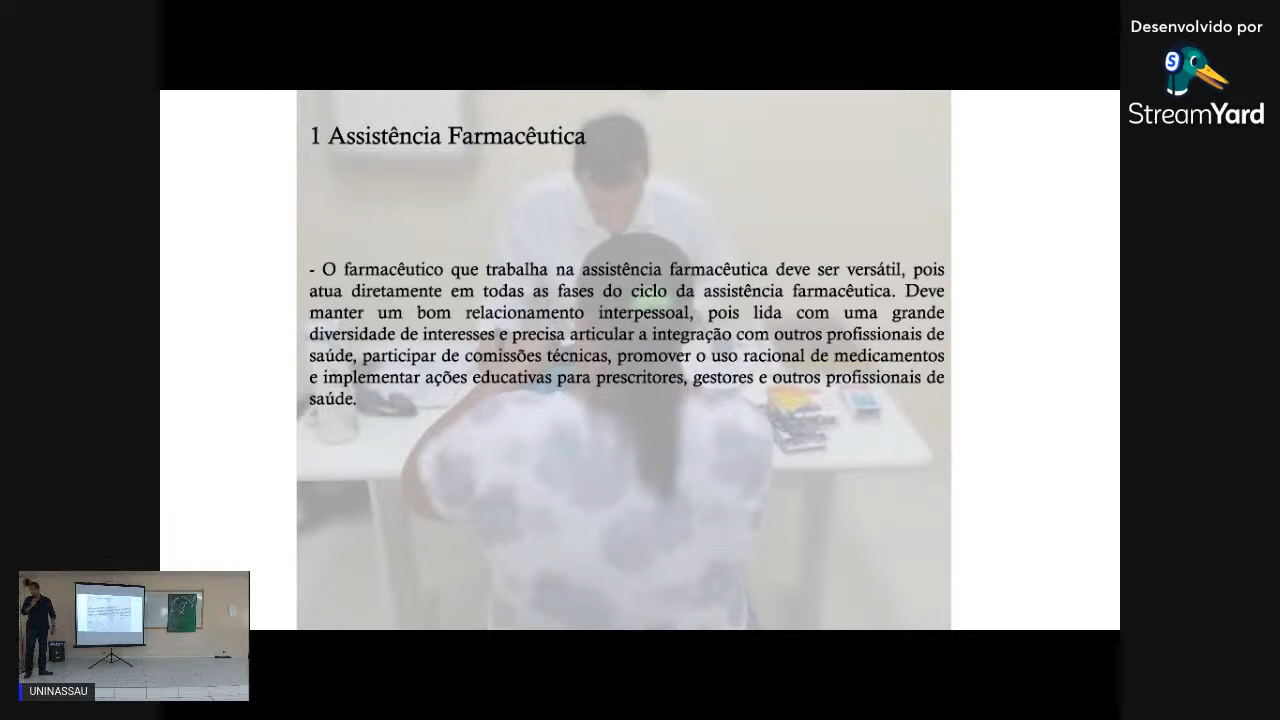 Desenvolvido por
StreamYard
1 Assistência Farmacêutica
- O farmacêutico que trabalha na assistência farmacêutica deve ser versátil, pois
atua diretamente em todas as fases do ciclo da assistência farmacêutica. Deve
manter um bom relacionamento interpessoal, pois lida com uma grande
diversidade de interesses e precisa articular a integração com outros profissionais de
saúde, participar de comissões técnicas, promover o uso racional de medicamentos
e implementar ações educativas para prescritores, gestores e outros profissionais de
saúde.
UNINASSAU